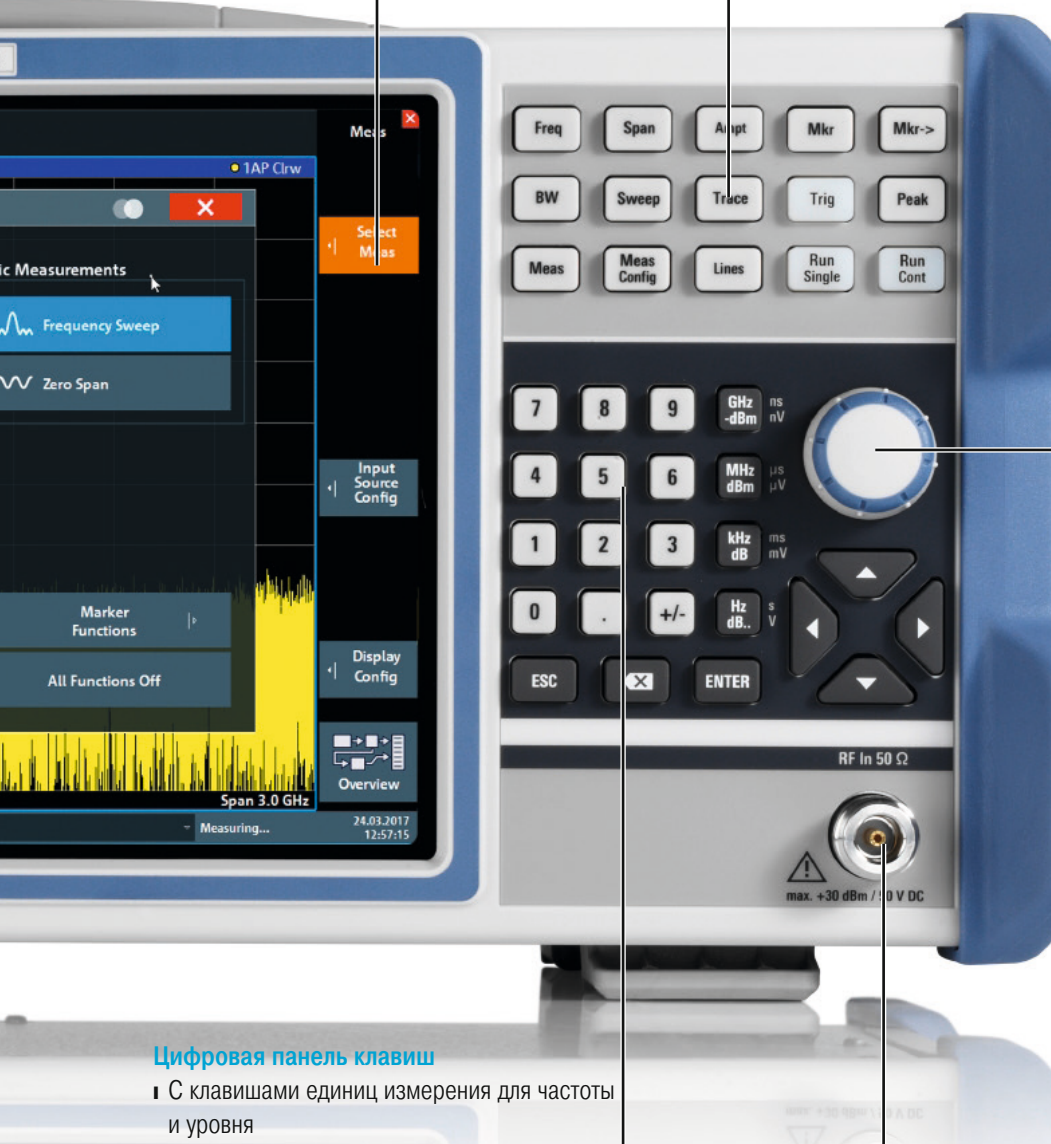 Meas
1AP Clrw
Select
Meas
ic Measurements
Frequency Sweep
Zero Span
Input
Source
Config
Marker
Functions
All Functions Off
Display
Config
Overview
Span 3.0 GHz
Measuring...
24.03.2017
12:57:15
Freq Span Ampt Mkr Mkr->
BW Sweep Trace Trig Peak
Meas Meas Config Lines Run Single Run Cont
7 8 9 GHz -dBm ns nV
4 5 6 MHz dBm µs µV
1 2 3 kHz dB ms mV
0 . +/- Hz dB.. s V
ESC ENTER
RF In 50 Ω
max. +30 dBm / 50 V DC
Цифровая панель клавиш
С клавишами единиц измерения для частоты
и уровня